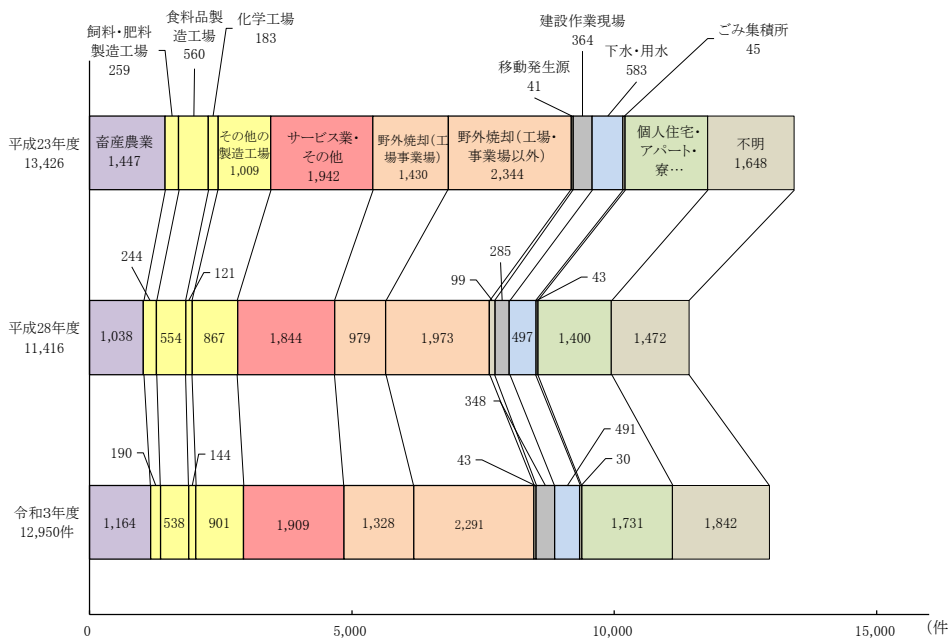 食料品製
造工場
560
化学工場
183
飼料・肥料
製造工場
259
建設作業現場
364
ごみ集積所
45
下水・用水
583
移動発生源
41
平成23年度
13,426
畜産農業
1,447
その他の
製造工場
1,009
サービス業・
その他
1,942
野外焼却(工
場事業場)
1,430
野外焼却(工場・
事業場以外)
2,344
個人住宅・
アパート・
寮…
不明
1,648
244
121
99
285
43
平成28年度
11,416
1,038
554
867
1,844
979
1,973
497
1,400
1,472
348
190
144
43
491
30
令和3年度
12,950件
1,164
538
901
1,909
1,328
2,291
1,731
1,842
0
5,000
10,000
15,000
(件